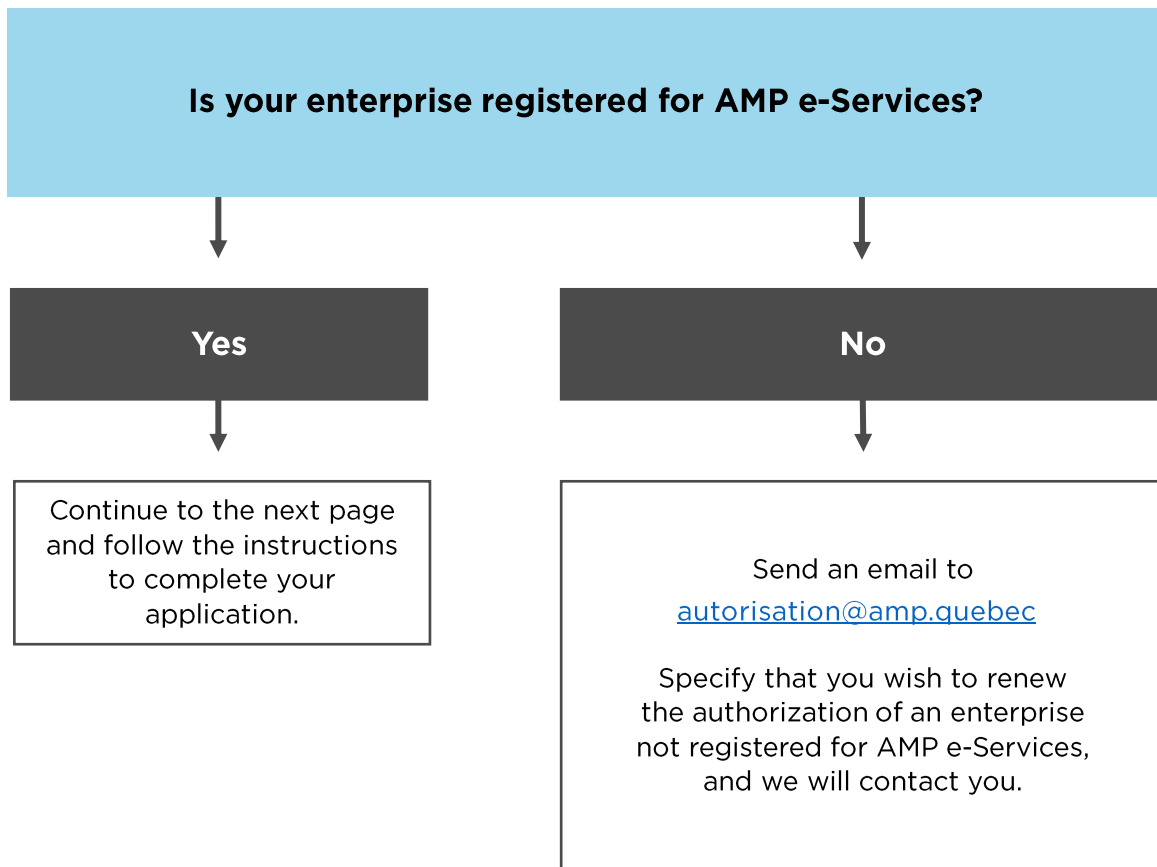 Is your enterprise registered for AMP e-Services?
Yes
No
Continue to the next page
and follow the instructions
to complete your
application.
Send an email to
autorisation@amp.quebec
Specify that you wish to renew
the authorization of an enterprise
not registered for AMP e-Services,
and we will contact you.